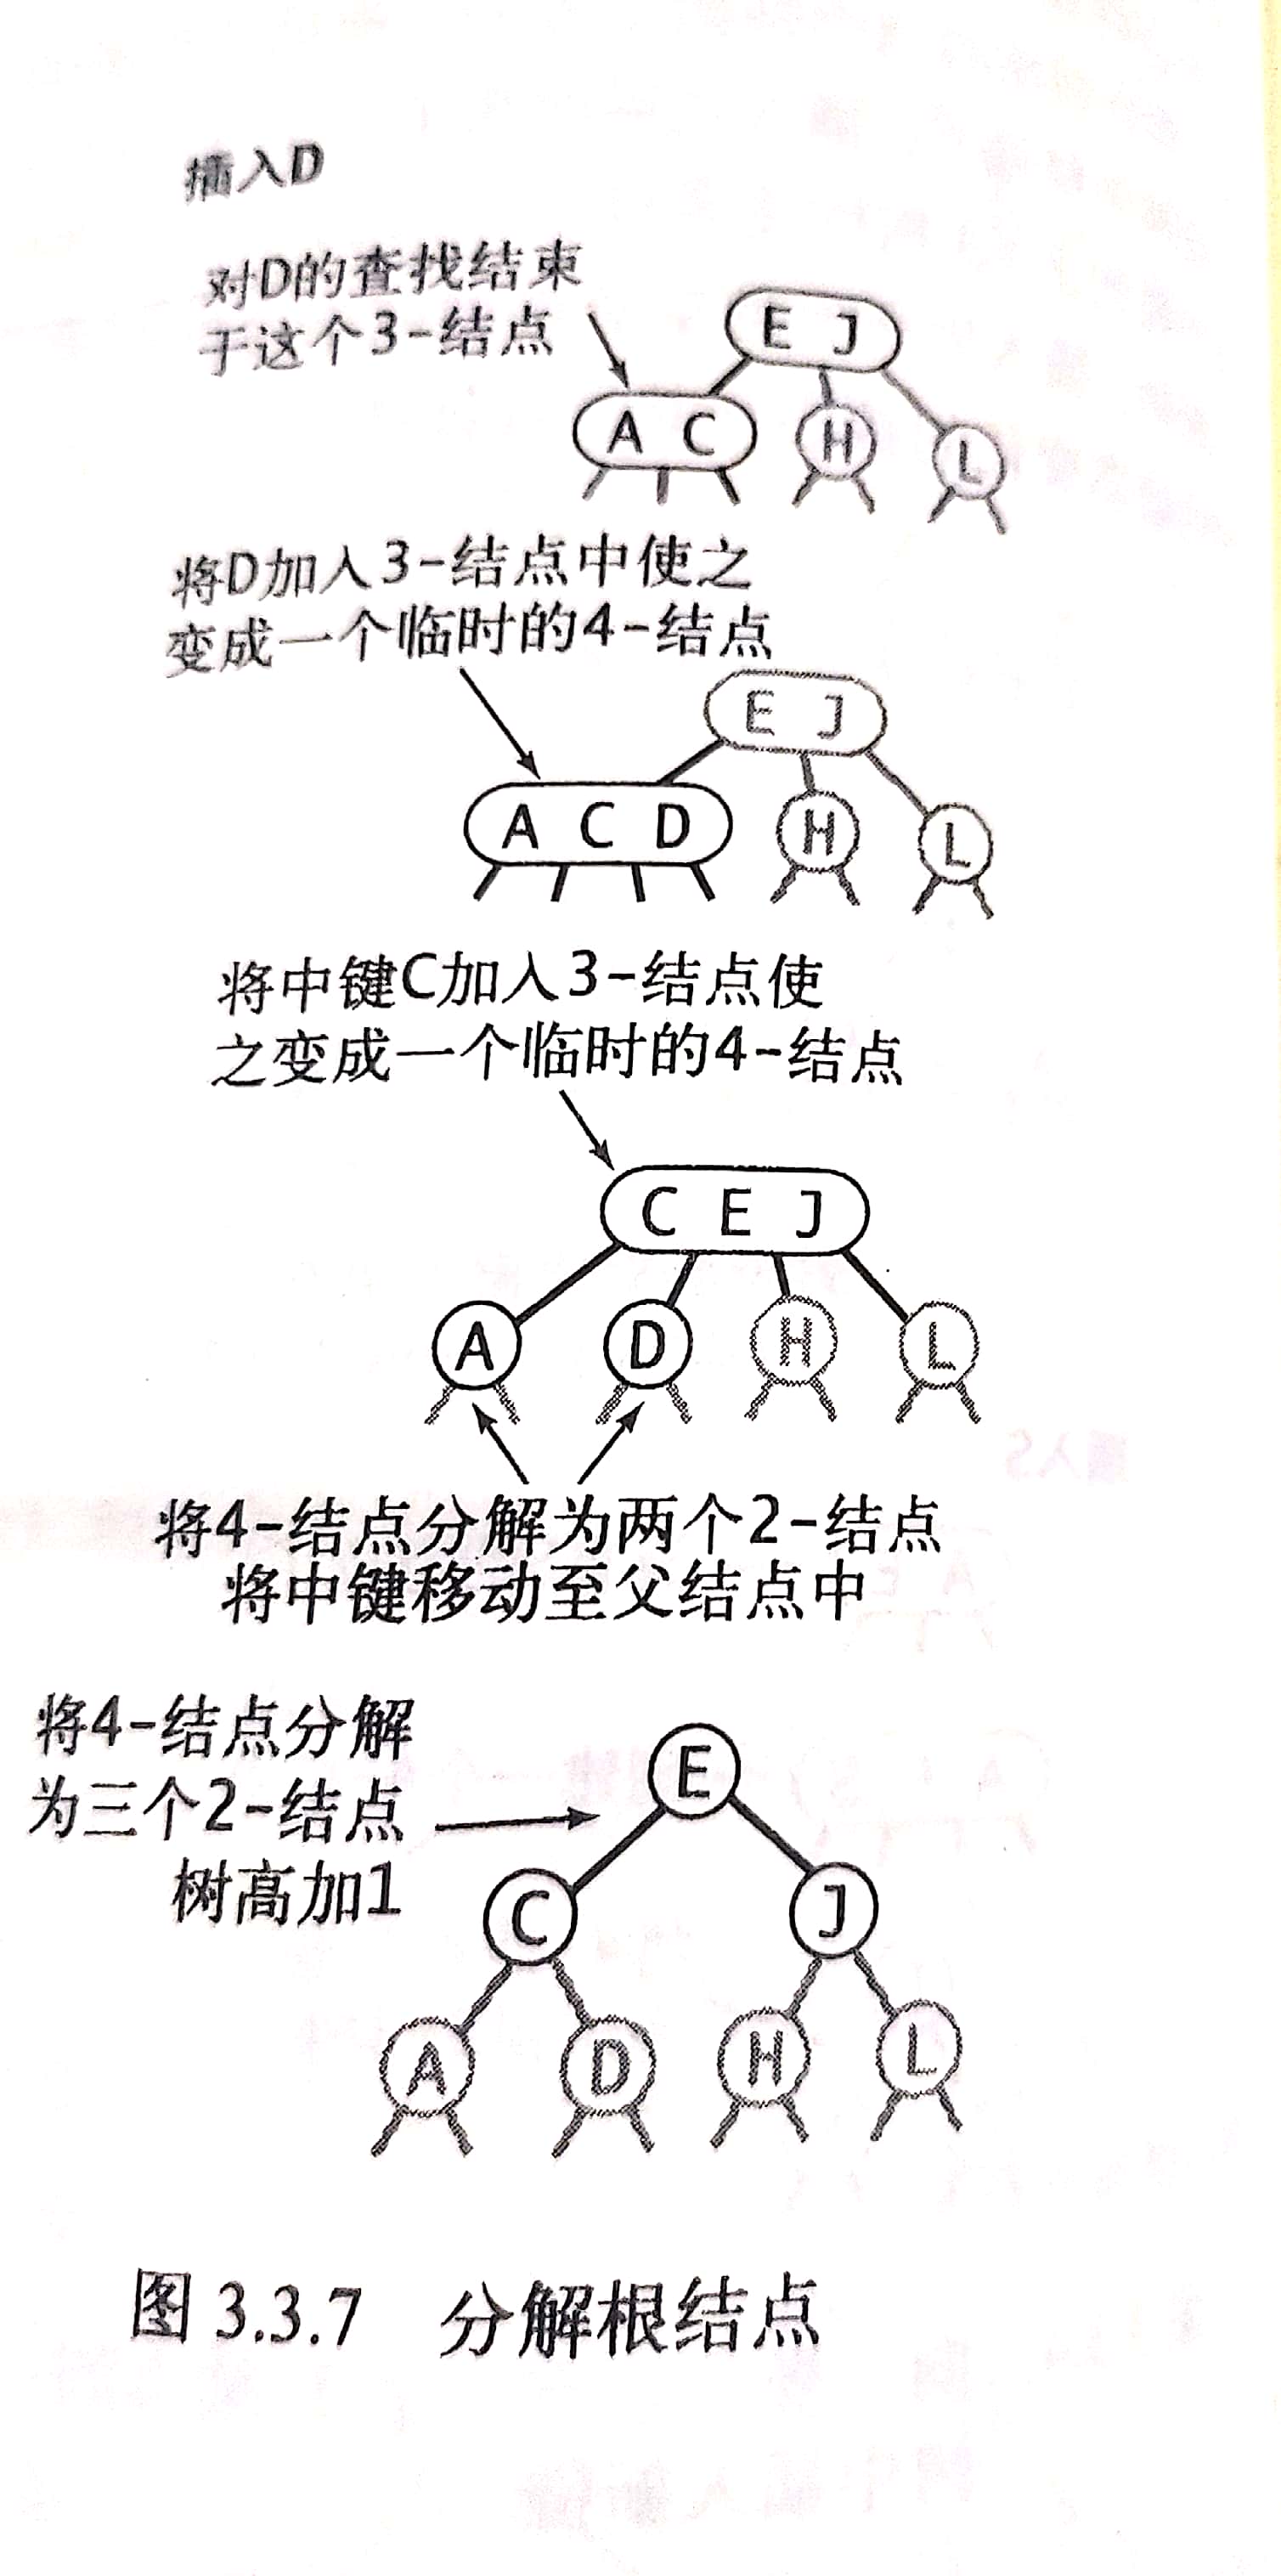 插入D
对D的查找结束
于这个3-结点
E J
A C
H
L
将D加入3-结点中使之
变成一个临时的4-结点
E J
A C D
H
L
将中键C加入3-结点使
之变成一个临时的4-结点
C E J
A
D
H
L
将4-结点分解为两个2-结点
将中键移动至父结点中
将4-结点分解
为三个2-结点
树高加1
E
C
J
A
D
H
L
图 3.3.7 分解根结点